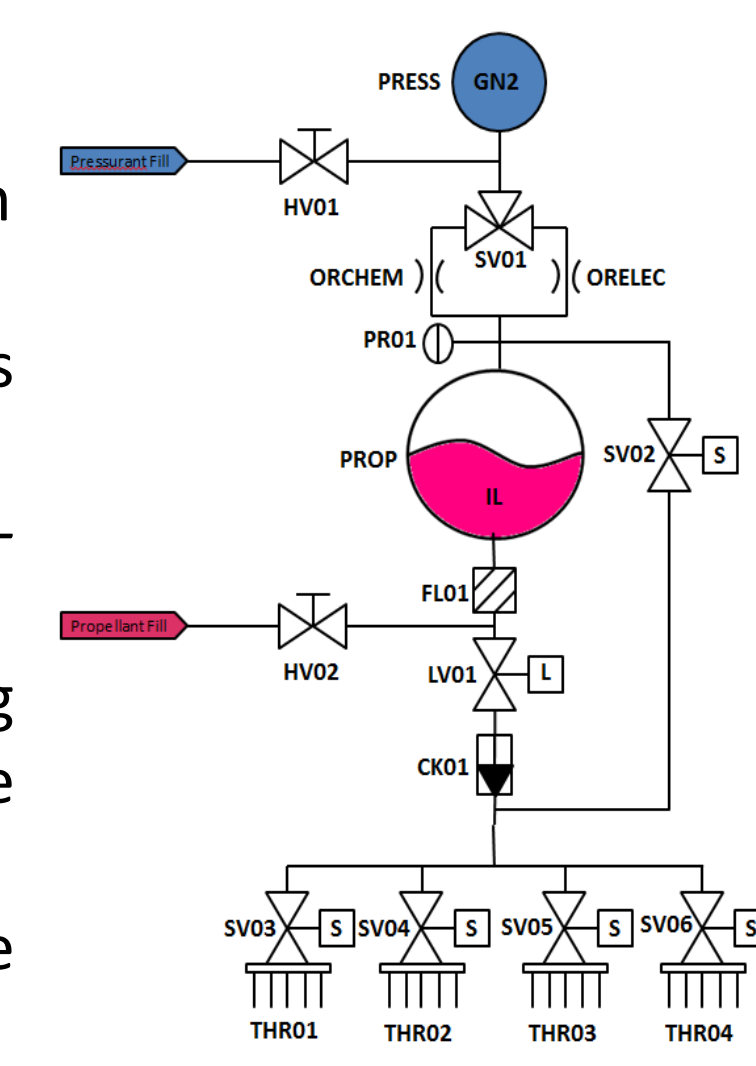 PRESS
GN2
Pressurant Fill
HV01
SV01
ORCHEM
ORELEC
PR01
PROP
SV02
S
IL
FL01
Propellant Fill
HV02
LV01
L
CK01
SV03
S
SV04
S
SV05
S
SV06
S
THR01
THR02
THR03
THR04
s
g
e
e